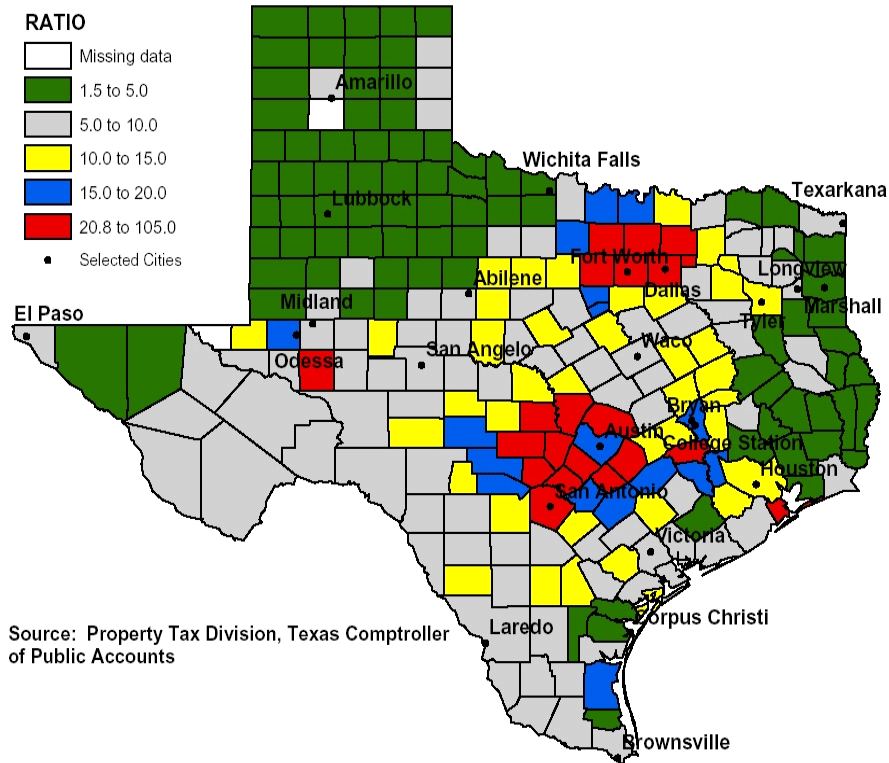 RATIO
Missing data
1.5 to 5.0
5.0 to 10.0
10.0 to 15.0
15.0 to 20.0
20.8 to 105.0
Selected Cities
Amarillo
Wichita Falls
Texarkana
Lubbock
Fort Worth
Longview
Abilene
Dallas
Midland
Marshall
El Paso
Tyler
Waco
San Angelo
Odessa
Bryan
Austin
College Station
Houston
San Antonio
Victoria
Corpus Christi
Laredo
Source:  Property Tax Division, Texas Comptroller
of Public Accounts
Brownsville